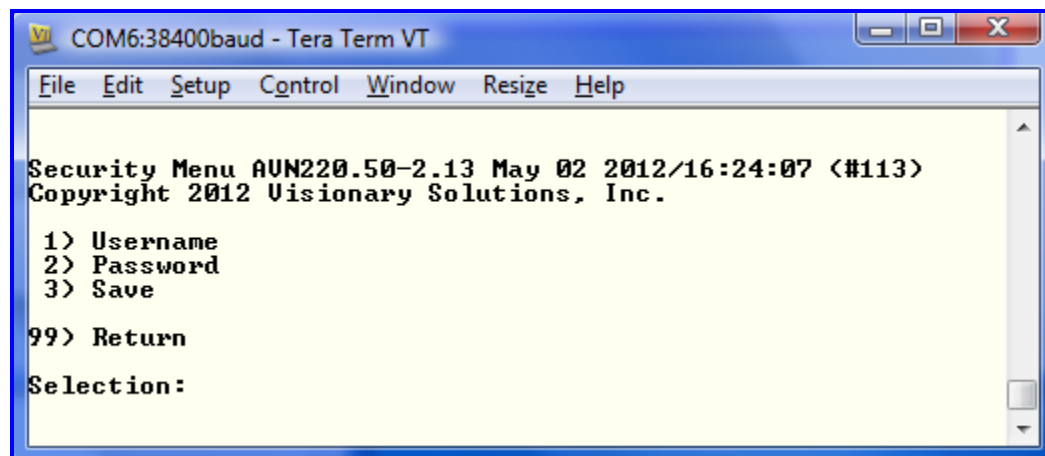 COM6:38400baud - Tera Term VT
File Edit Setup Control Window Resize Help
Security Menu AVN220.50-2.13 May 02 2012/16:24:07 (#113)
Copyright 2012 Visionary Solutions, Inc.
1) Username
2) Password
3) Save
99) Return
Selection: